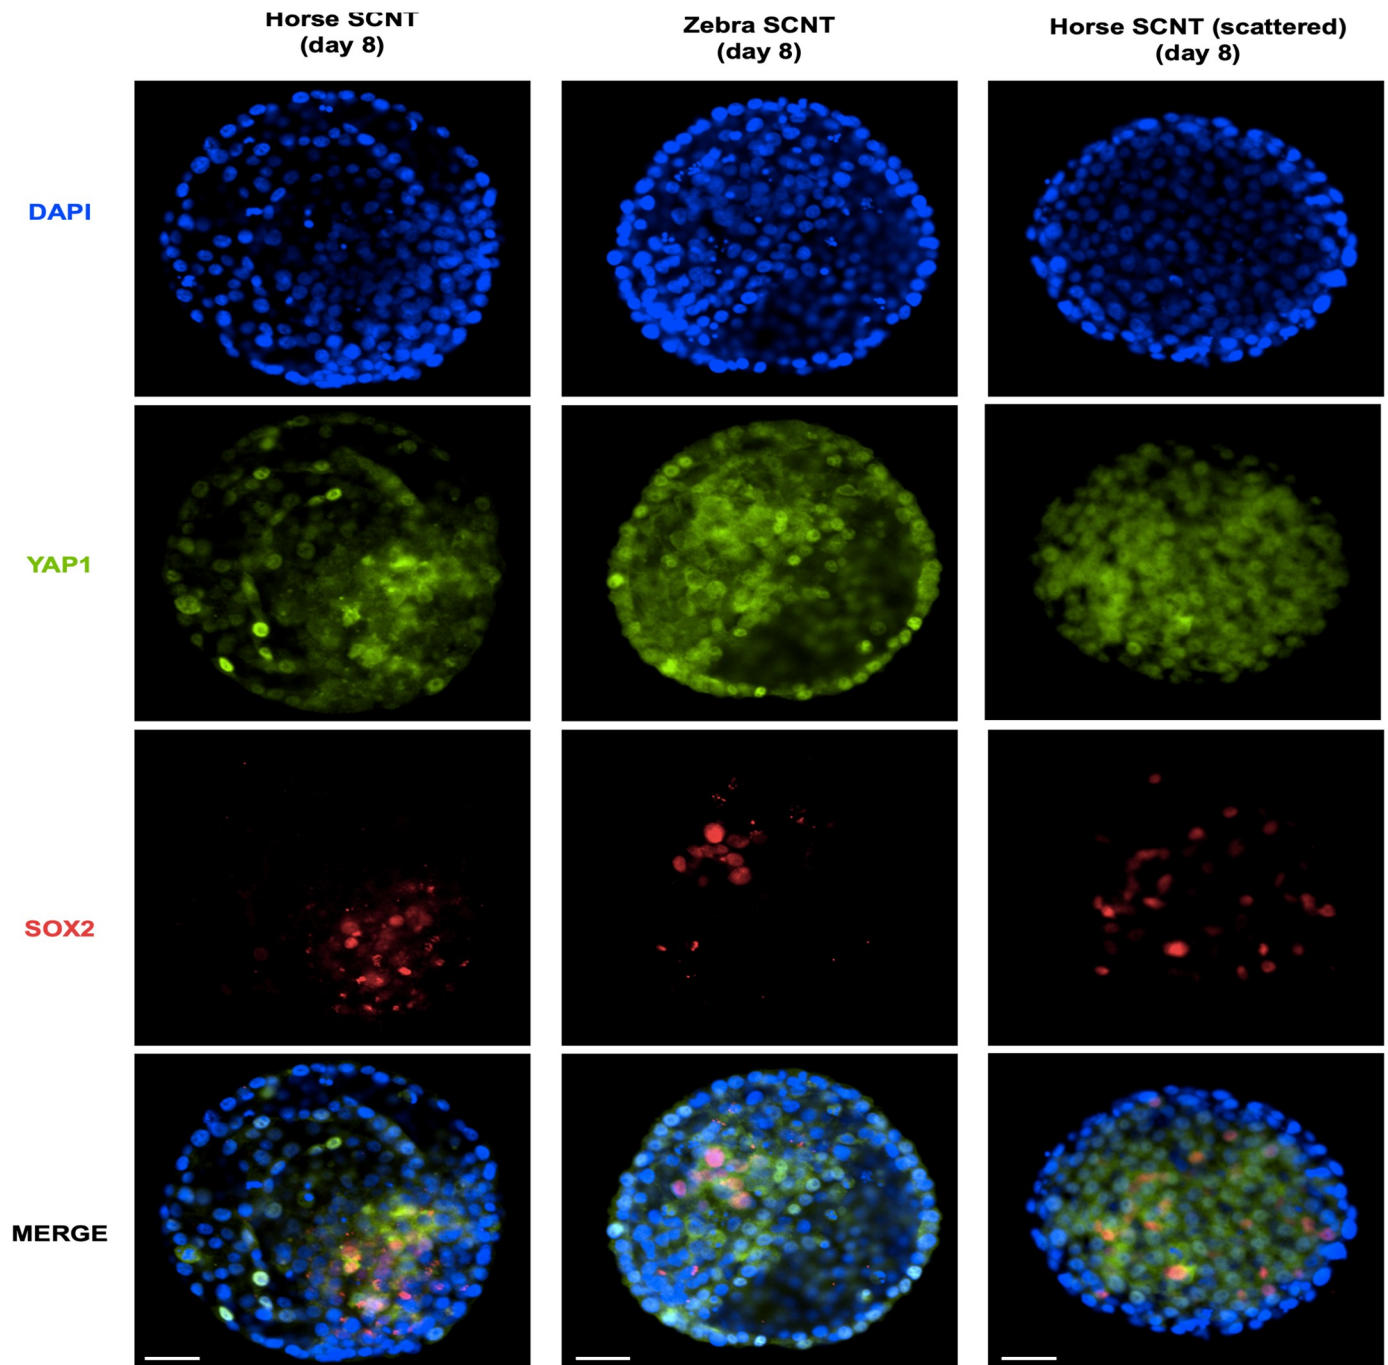 Horse SCNT
(day 8)
Zebra SCNT
(day 8)
Horse SCNT (scattered)
(day 8)
DAPI
YAP1
SOX2
MERGE